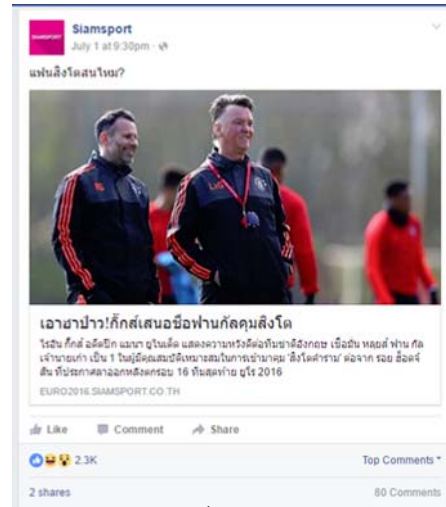 SIAMSPORT
Siamsport
July 1 at 9:30pm ·
แฟนสิงโตสนไหม?
เอาฮาป่าว!กิ๊กส์เสนอชื่อฟานกัลคุมสิงโต
ไรอัน กิ๊กส์ อดีตปีก แมนฯ ยูไนเต็ด แสดงความหวังดีต่อทีมชาติอังกฤษ เชื่อมั่น หลุยส์ ฟาน กัล
เจ้านายเก่า เป็น 1 ในผู้มีคุณสมบัติเหมาะสมในการเข้ามาคุม 'สิงโตคำราม' ต่อจาก รอย ฮ็อดจ์
สัน ที่ประกาศลาออกหลังตกรอบ 16 ทีมสุดท้าย ยูโร 2016
EURO2016.SIAMSPORT.CO.TH
Like Comment Share
2.3K Top Comments
2 shares 80 Comments